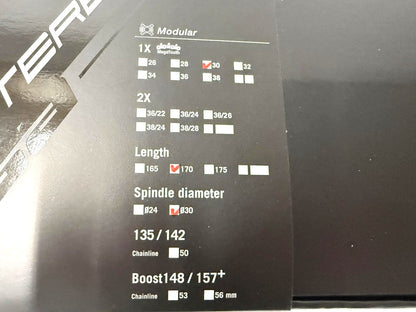 Modular
1X MegaTooth
26 28 30 32
34 36 38
2X
36/22 36/24 36/26
38/24 38/28
Length
165 170 175
Spindle diameter
ø24 ø30
135 / 142
Chainline 50
Boost148 / 157+
Chainline 53 56 mm